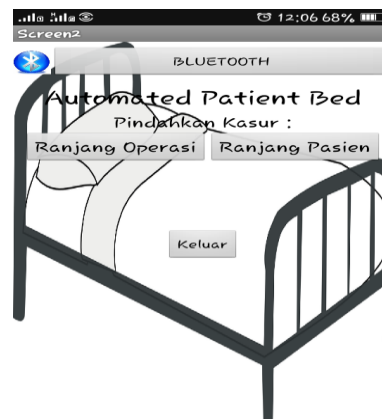 12:06 68%
Screen2
BLUETOOTH
Automated Patient Bed
Pindahkan Kasur :
Ranjang Operasi Ranjang Pasien
Keluar